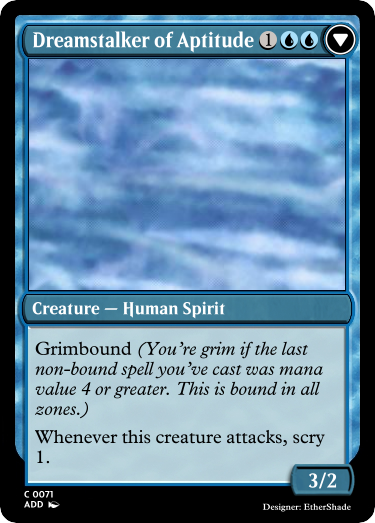 Dreamstalker of Aptitude 1
Creature — Human Spirit
Grimbound (You're grim if the last
non-bound spell you've cast was mana
value 4 or greater. This is bound in all
zones.)
Whenever this creature attacks, scry
1.
3/2
C 0071
ADD
Designer: EtherShade